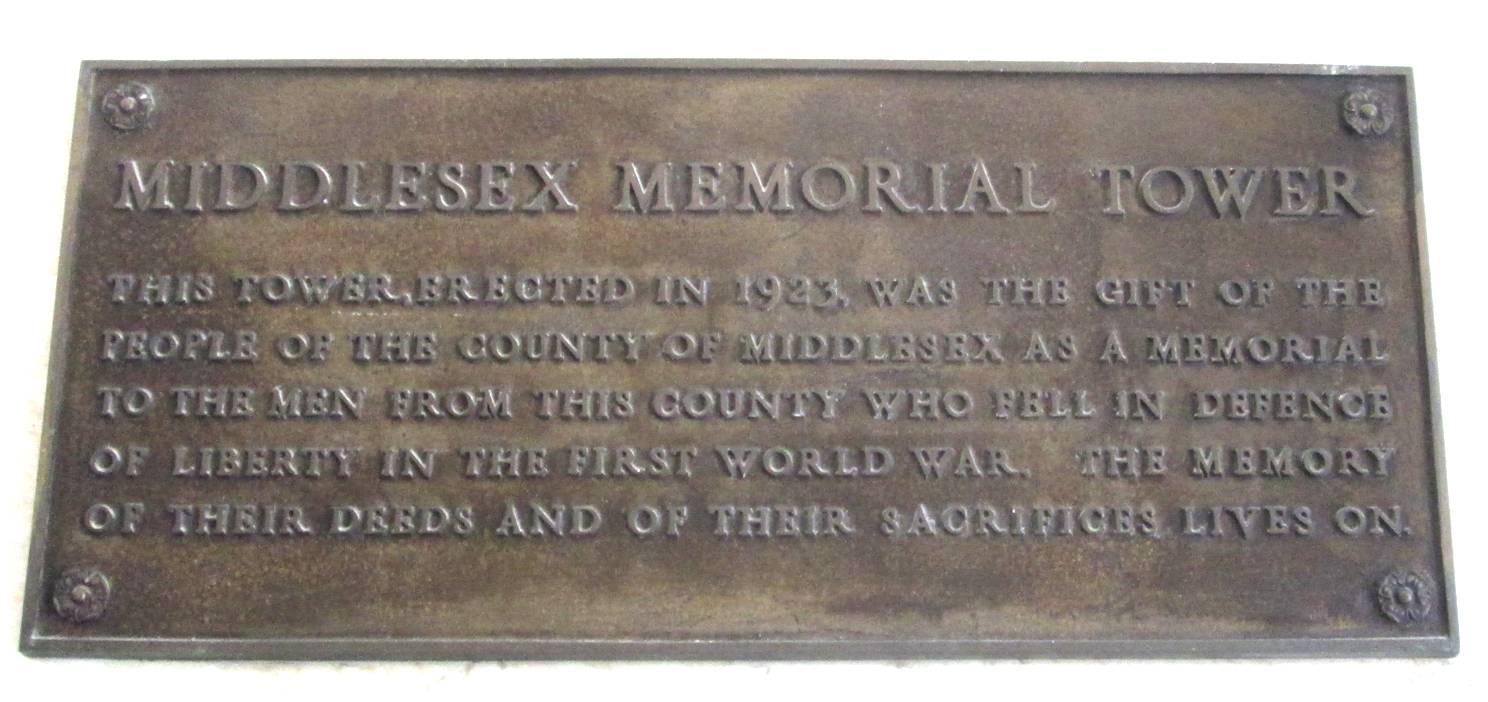 MIDDLESEX MEMORIAL TOWER
THIS TOWER, ERECTED IN 1923, WAS THE GIFT OF THE
PEOPLE OF THE COUNTY OF MIDDLESEX AS A MEMORIAL
TO THE MEN FROM THIS COUNTY WHO FELL IN DEFENCE
OF LIBERTY IN THE FIRST WORLD WAR. THE MEMORY
OF THEIR DEEDS AND OF THEIR SACRIFICES LIVES ON.